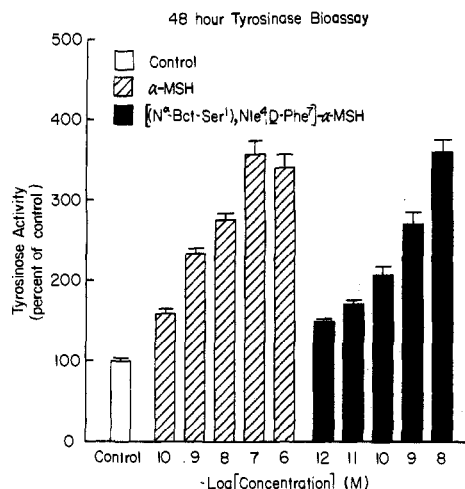 48 hour Tyrosinase Bioassay
500
400
300
200
100
0
Tyrosinase Activity
(percent of control)
Control
α-MSH
[(Nα-Bct-Ser¹), Nle⁴,D-Phe⁷]-α-MSH
Control 10 9 8 7 6 12 11 10 9 8
-Log[Concentration] (M)